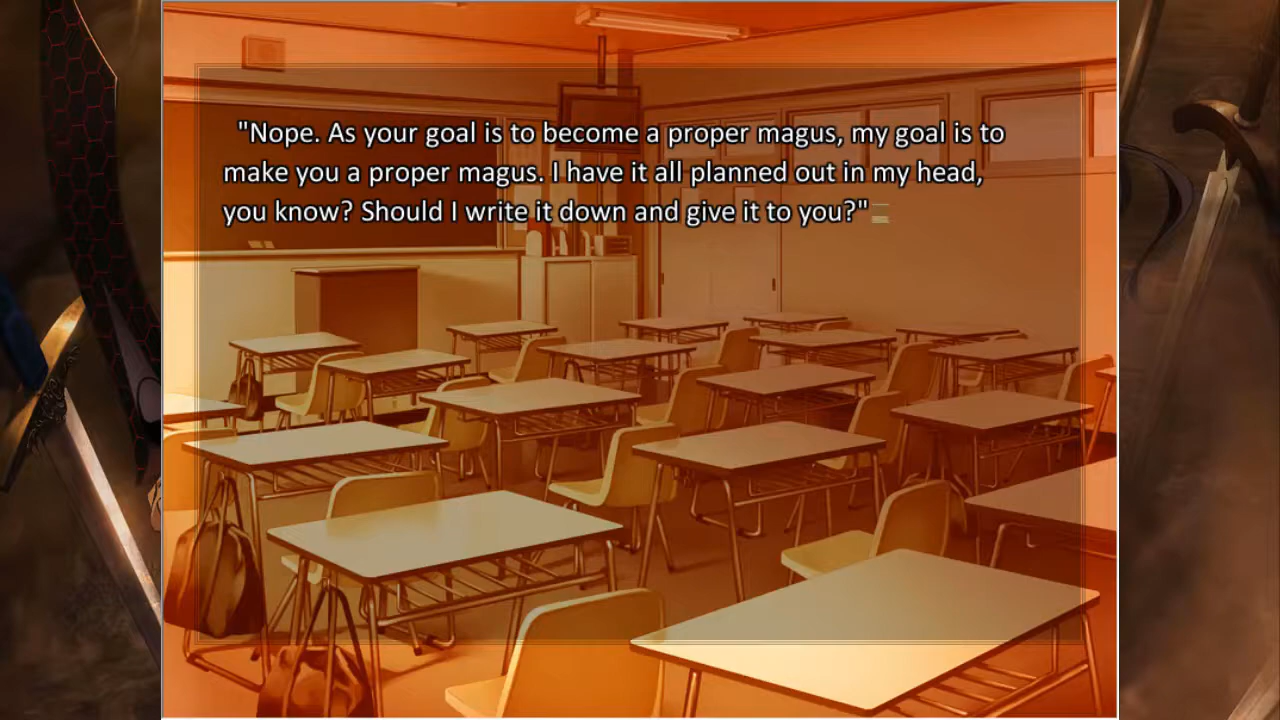 "Nope. As your goal is to become a proper magus, my goal is to
make you a proper magus. I have it all planned out in my head,
you know? Should I write it down and give it to you?"